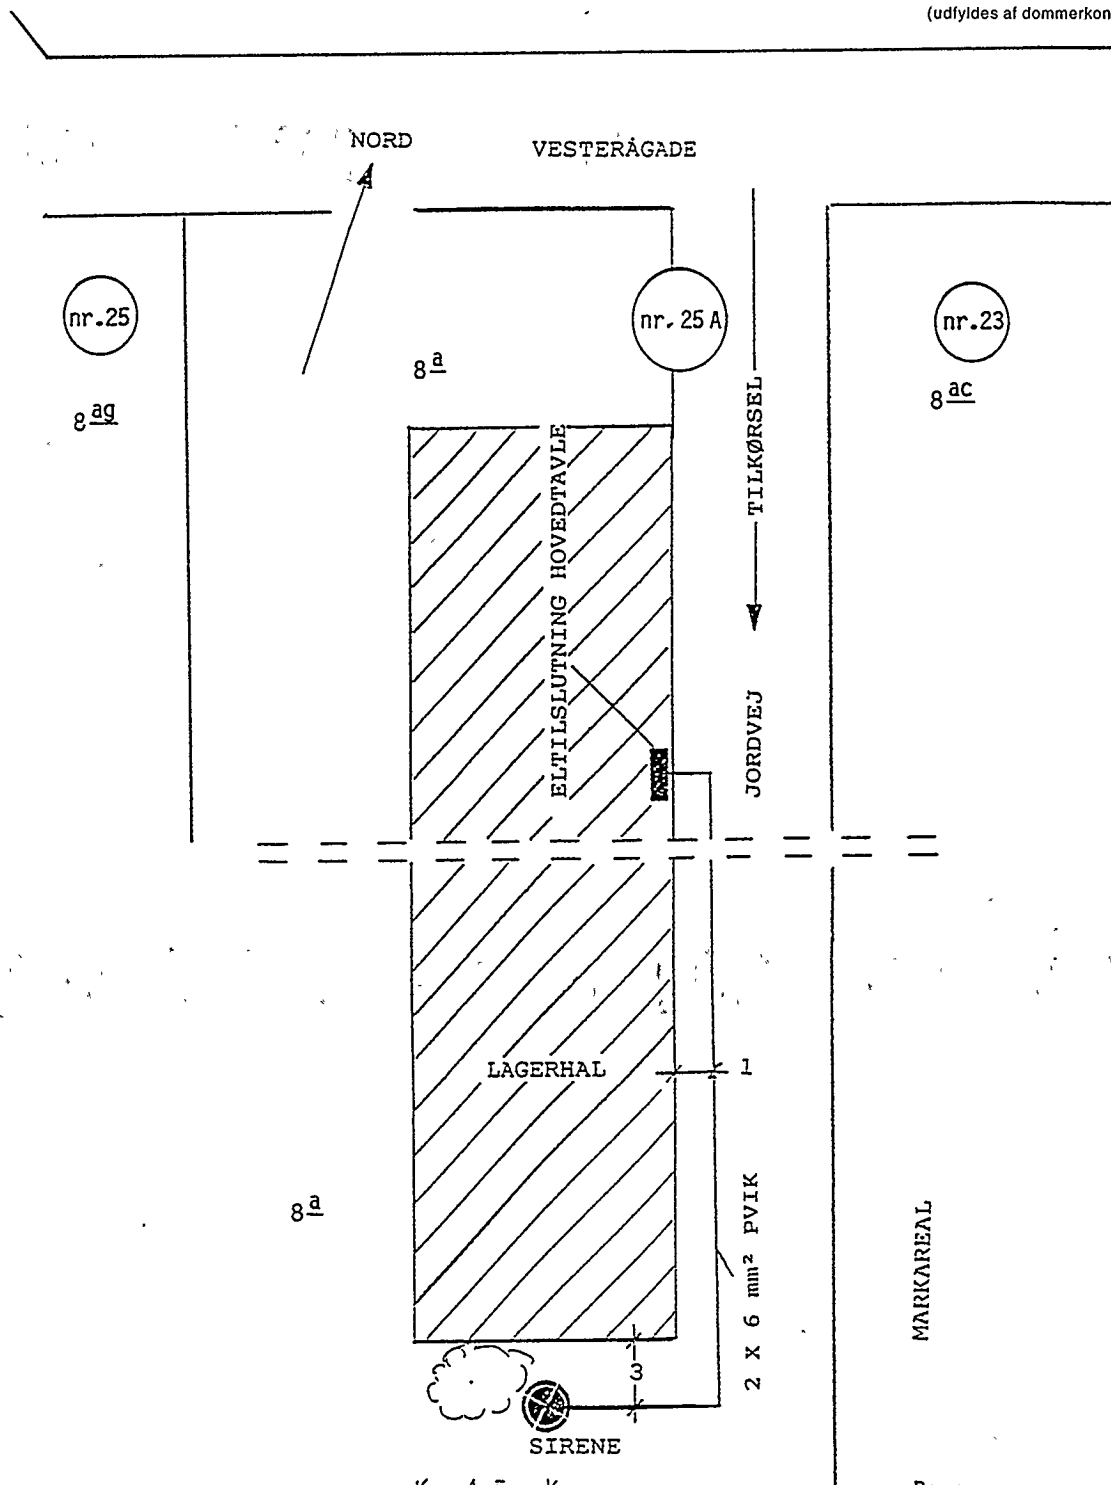 (udfyldes af dommerkon
NORD
VESTERÅGADE
nr.25
nr.25A
nr.23
8 a
8 ag
8 ac
TILKØRSEL
ELTILSLUTNING HOVEDTAVLE
JORDVEJ
LAGERHAL
1
8 a
2 X 6 mm² PVIK
MARKAREAL
3
SIRENE